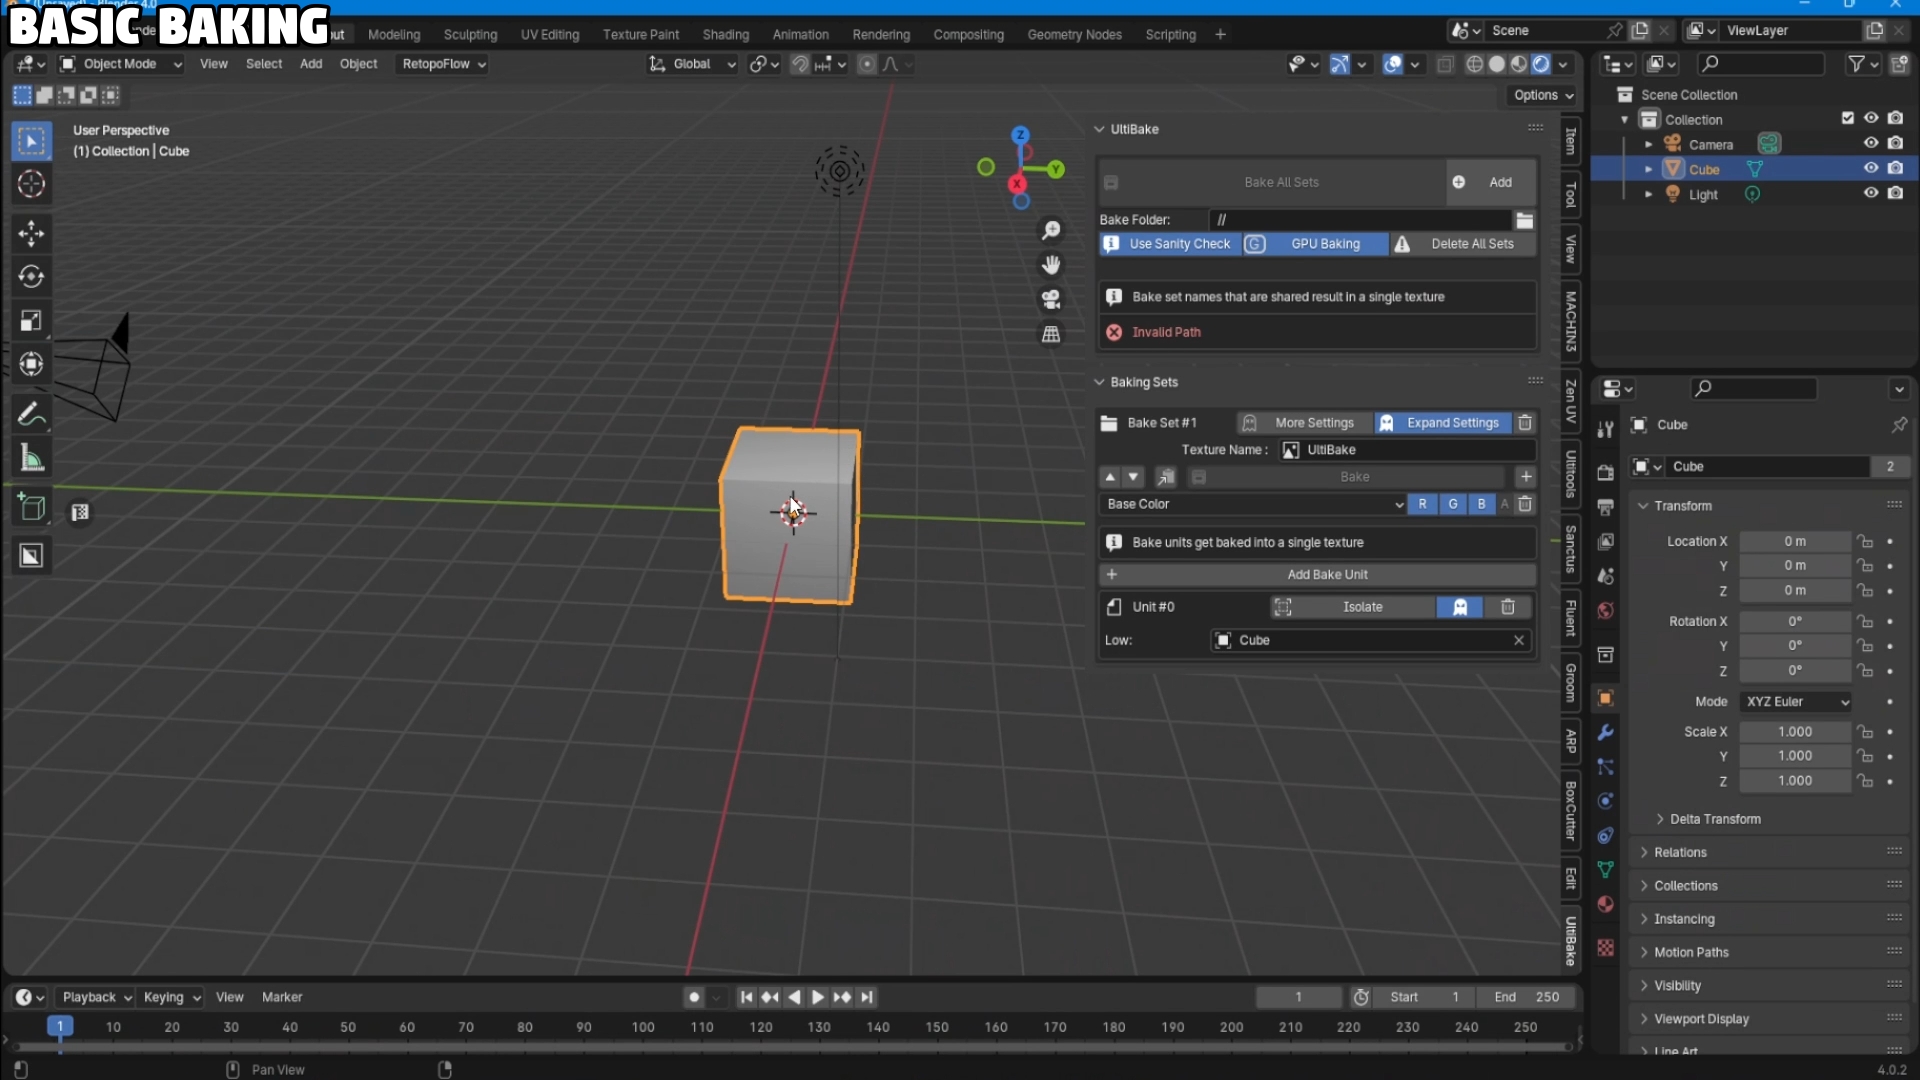 BASIC BAKING
Modeling Sculpting UV Editing Texture Paint Shading Animation Rendering Compositing Geometry Nodes Scripting +
Scene ViewLayer
Object Mode View Select Add Object RetopoFlow Global
Options
User Perspective
(1) Collection | Cube
Z
Y
X
UltiBake
Bake All Sets Add
Bake Folder: //
Use Sanity Check G GPU Baking Delete All Sets
Bake set names that are shared result in a single texture
Invalid Path
Baking Sets
Bake Set #1 More Settings Expand Settings
Texture Name : UltiBake
Bake
Base Color R G B A
Bake units get baked into a single texture
Add Bake Unit
Unit #0 Isolate
Low: Cube
Item
Tool
View
MACHIN3
Zen UV
Ultitools
Sanctus
Fluent
Groom
ARP
BoxCutter
Edit
UltiBake
Scene Collection
Collection
Camera
Cube
Light
Cube
Cube 2
Transform
Location X 0 m
Y 0 m
Z 0 m
Rotation X 0°
Y 0°
Z 0°
Mode XYZ Euler
Scale X 1.000
Y 1.000
Z 1.000
Delta Transform
Relations
Collections
Instancing
Motion Paths
Visibility
Viewport Display
Line Art
Playback Keying View Marker
1 Start 1 End 250
1 10 20 30 40 50 60 70 80 90 100 110 120 130 140 150 160 170 180 190 200 210 220 230 240 250
Pan View
4.0.2